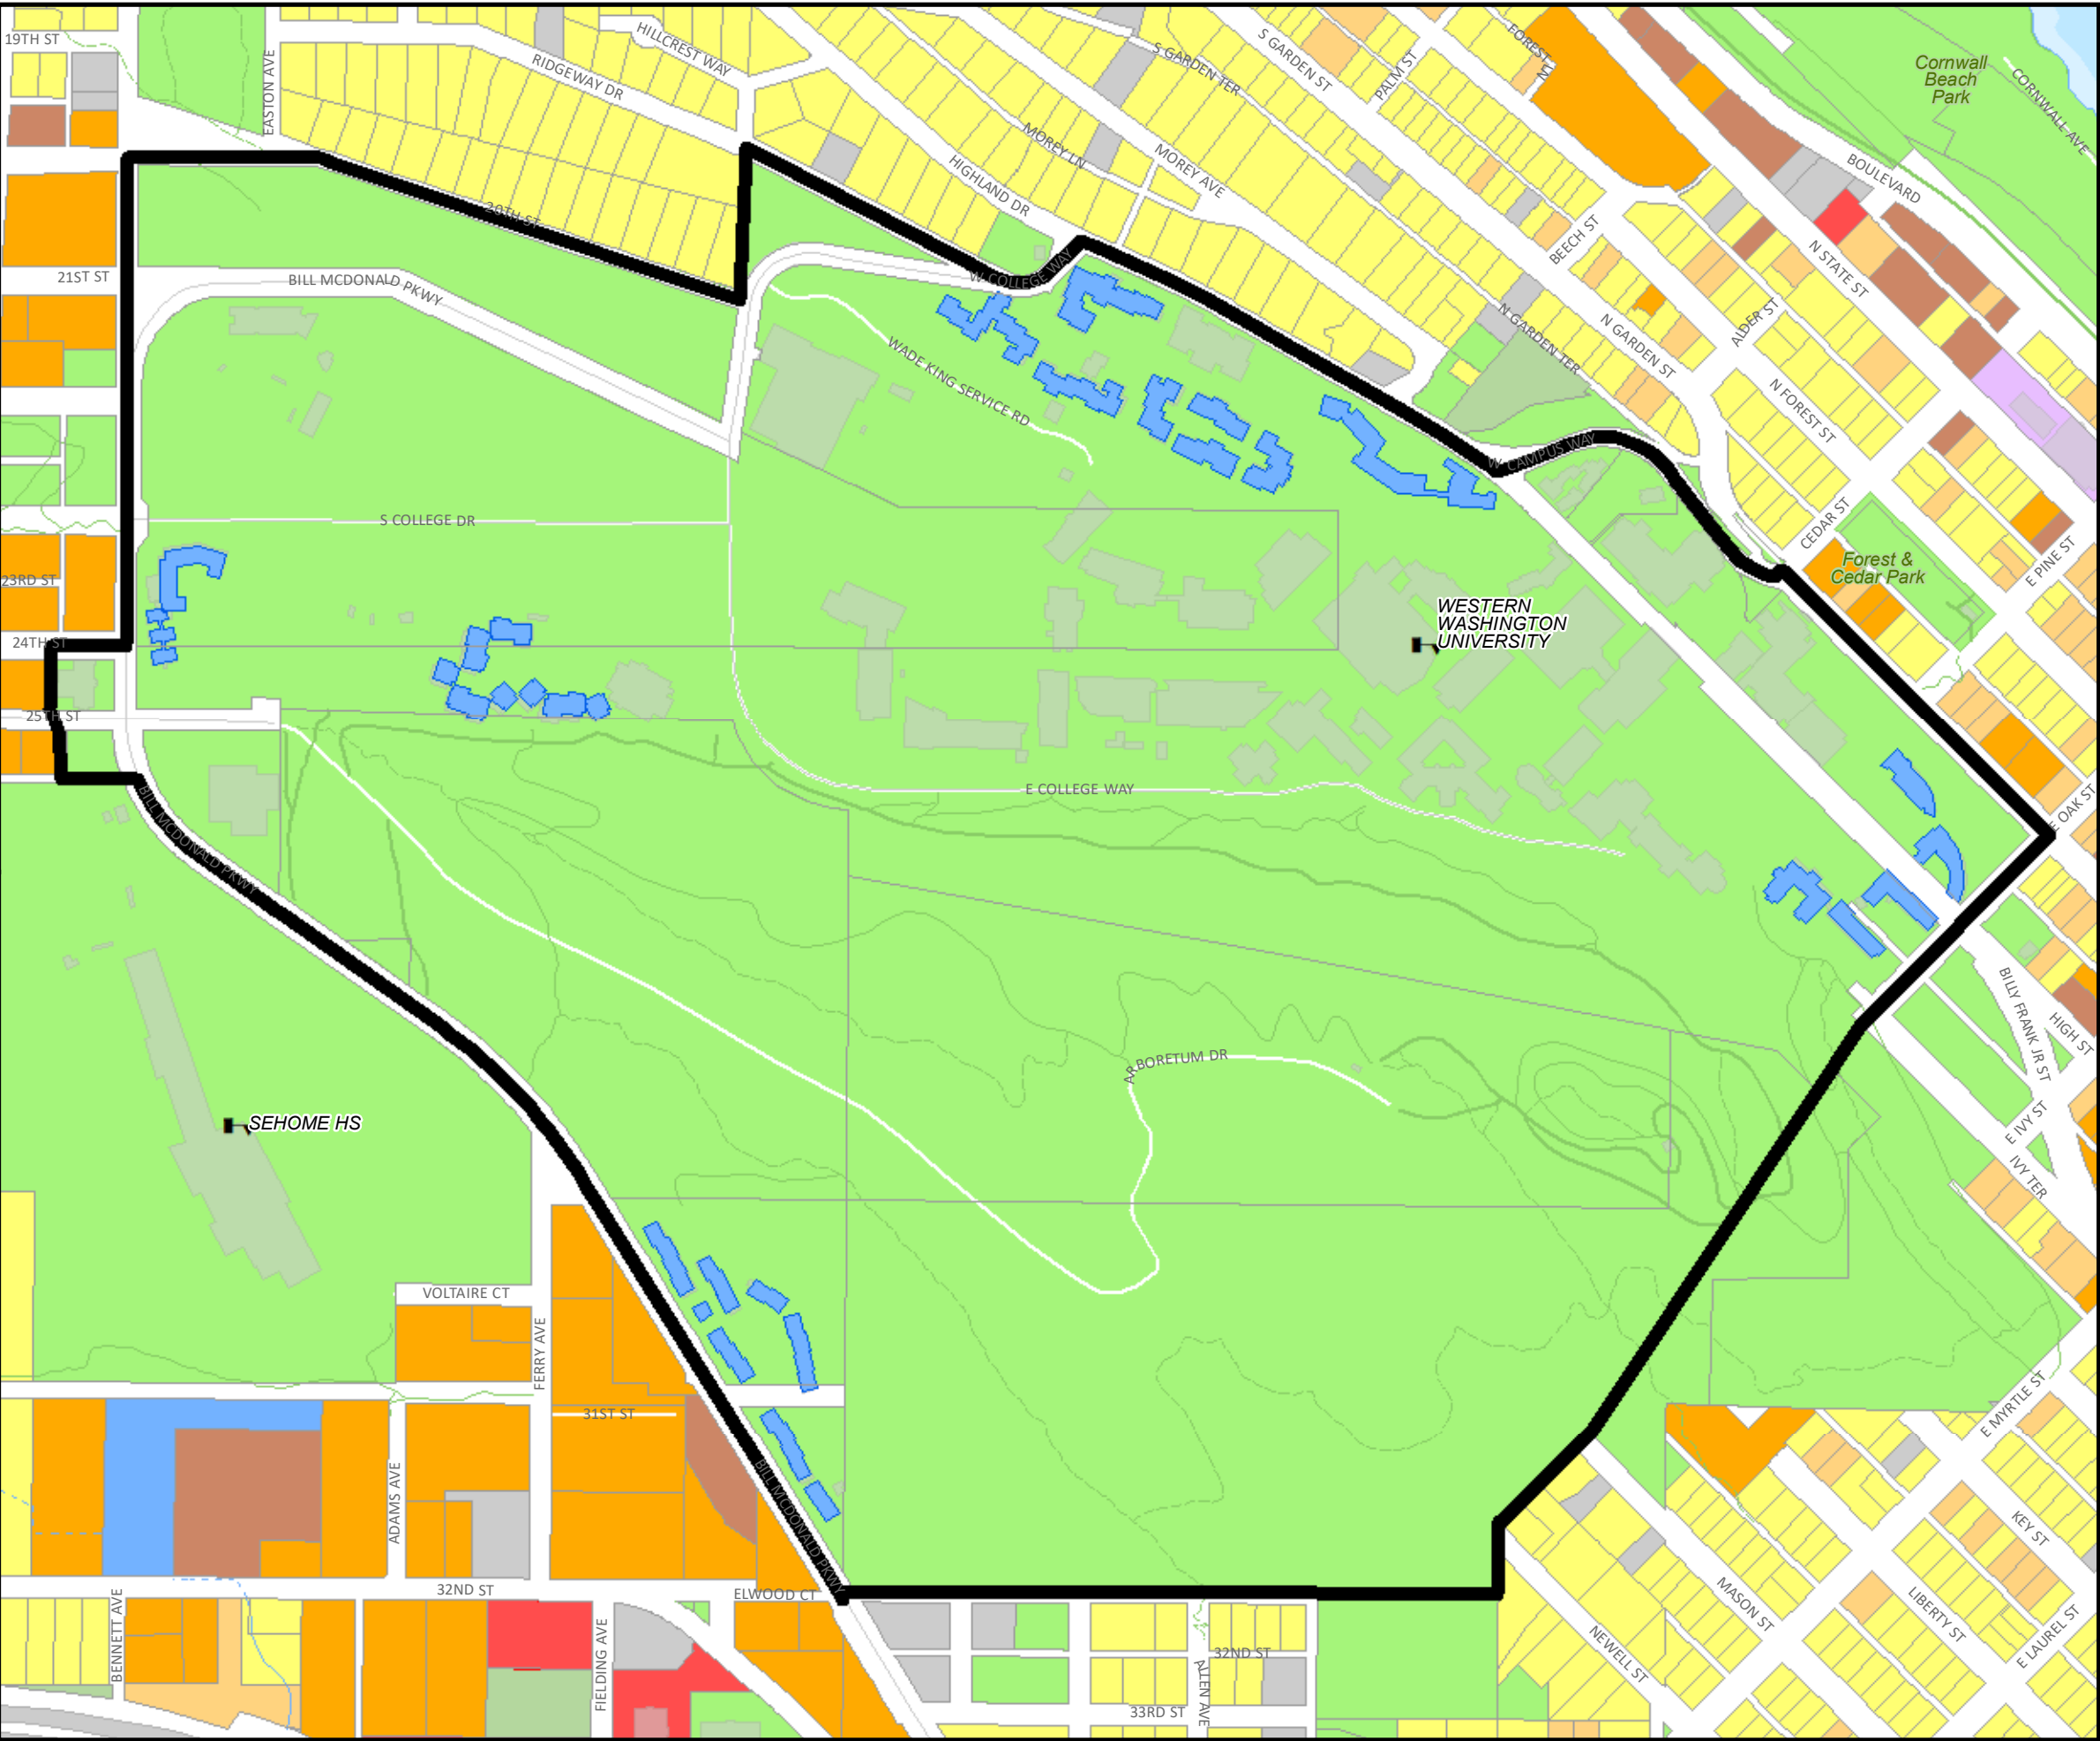 19TH ST
EASTON AVE
RIDGEWAY DR
HILLCREST WAY
S GARDEN TER
S GARDEN ST
PALM ST
FOREST
LN
Cornwall
Beach
Park
CORNWALL AVE
BOULEVARD
MOREY LN
MOREY AVE
HIGHLAND DR
20TH ST
21ST ST
BILL MCDONALD PKWY
W COLLEGE WAY
BEECH ST
N STATE ST
N GARDEN TER
N GARDEN ST
ALDER ST
N FOREST ST
WADE KING SERVICE RD
W CAMPUS WAY
S COLLEGE DR
CEDAR ST
E PINE ST
Forest &
Cedar Park
23RD ST
24TH ST
WESTERN
WASHINGTON
UNIVERSITY
25TH ST
E COLLEGE WAY
E OAK ST
BILL MCDONALD PKWY
BILLY FRANK JR ST
HIGH ST
ARBORETUM DR
E IVY ST
IVY TER
SEHOME HS
VOLTAIRE CT
FERRY AVE
31ST ST
ADAMS AVE
BILL MCDONALD PKWY
E MYRTLE ST
KEY ST
32ND ST
ELWOOD CT
BENNETT AVE
FIELDING AVE
32ND ST
ALLEN AVE
33RD ST
MASON ST
NEWELL ST
LIBERTY ST
E LAUREL ST